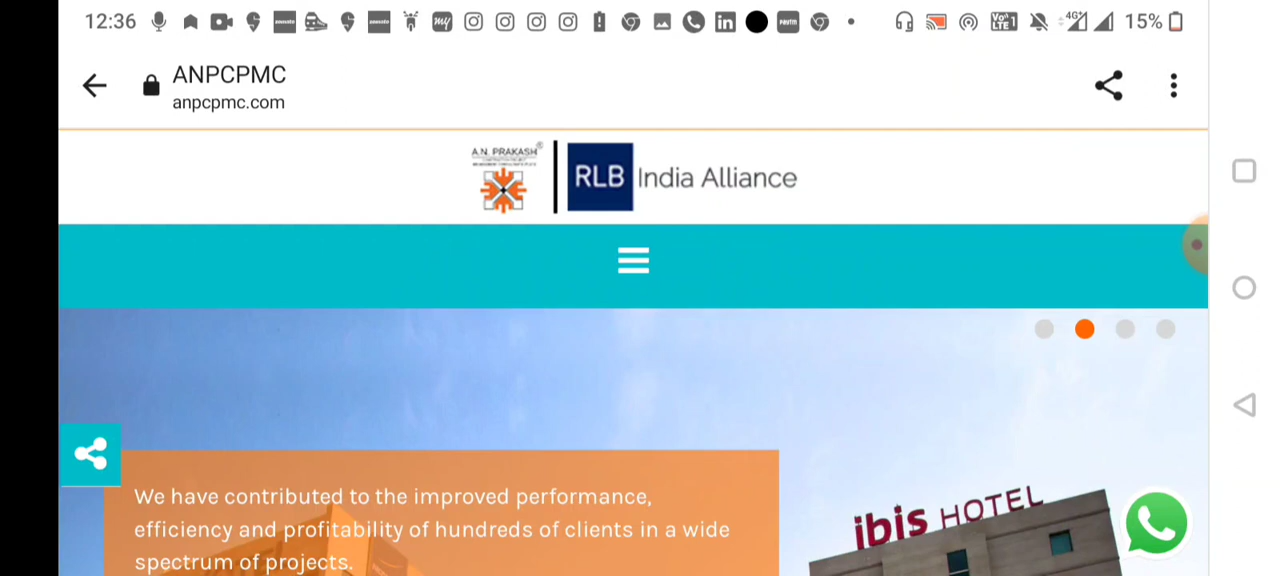 12:36
15%
ANPCPMC
anpcpmc.com
A.N. PRAKASH
RLB India Alliance
We have contributed to the improved performance,
efficiency and profitability of hundreds of clients in a wide
spectrum of projects.
ibis HOTEL